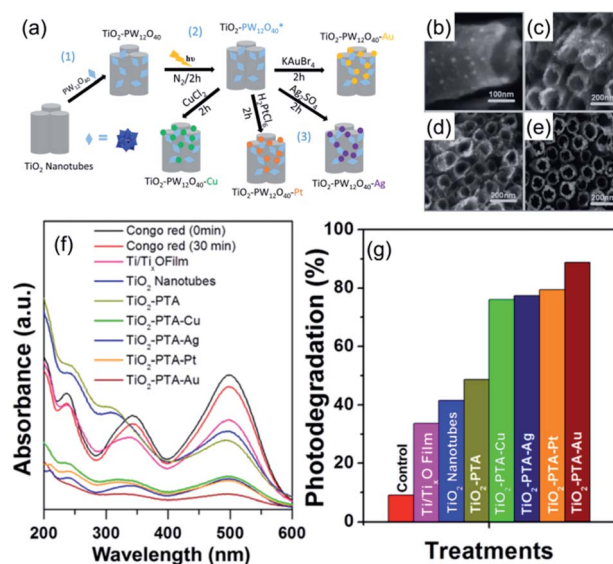 (a)
TiO2-PW12O40
TiO2-PW12O40*
TiO2-PW12O40-Au
(1)
PW12O40
(2)
hυ
N2/2h
KAuBr4
2h
CuCl2
2h
H2PtCl6
2h
Ag2SO4
2h
(3)
TiO2 Nanotubes
=
TiO2-PW12O40-Cu
TiO2-PW12O40-Pt
TiO2-PW12O40-Ag
(b)
100nm
(c)
200nm
(d)
200nm
(e)
200nm
(f)
Congo red (0min)
Congo red (30 min)
Ti/TixOFilm
TiO2 Nanotubes
TiO2-PTA
TiO2-PTA-Cu
TiO2-PTA-Ag
TiO2-PTA-Pt
TiO2-PTA-Au
Absorbance (a.u.)
200 300 400 500 600
Wavelength (nm)
(g)
Photodegradation (%)
100
80
60
40
20
0
Control
Ti/TixO Film
TiO2 Nanotubes
TiO2-PTA
TiO2-PTA-Cu
TiO2-PTA-Ag
TiO2-PTA-Pt
TiO2-PTA-Au
Treatments